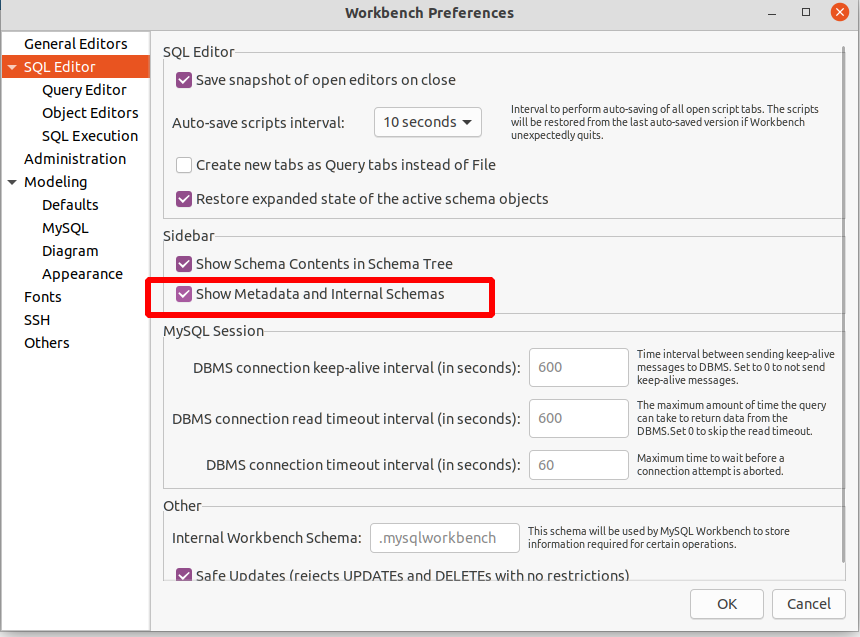 Workbench Preferences
General Editors
SQL Editor
Query Editor
Object Editors
SQL Execution
Administration
Modeling
Defaults
MySQL
Diagram
Appearance
Fonts
SSH
Others
SQL Editor
Save snapshot of open editors on close
Auto-save scripts interval:
10 seconds
Interval to perform auto-saving of all open script tabs. The scripts
will be restored from the last auto-saved version if Workbench
unexpectedly quits.
Create new tabs as Query tabs instead of File
Restore expanded state of the active schema objects
Sidebar
Show Schema Contents in Schema Tree
Show Metadata and Internal Schemas
MySQL Session
DBMS connection keep-alive interval (in seconds):
600
Time interval between sending keep-alive
messages to DBMS. Set to 0 to not send
keep-alive messages.
DBMS connection read timeout interval (in seconds):
600
The maximum amount of time the query
can take to return data from the
DBMS.Set 0 to skip the read timeout.
DBMS connection timeout interval (in seconds):
60
Maximum time to wait before a
connection attempt is aborted.
Other
Internal Workbench Schema:
.mysqlworkbench
This schema will be used by MySQL Workbench to store
information required for certain operations.
Safe Updates (rejects UPDATEs and DELETEs with no restrictions)
OK
Cancel